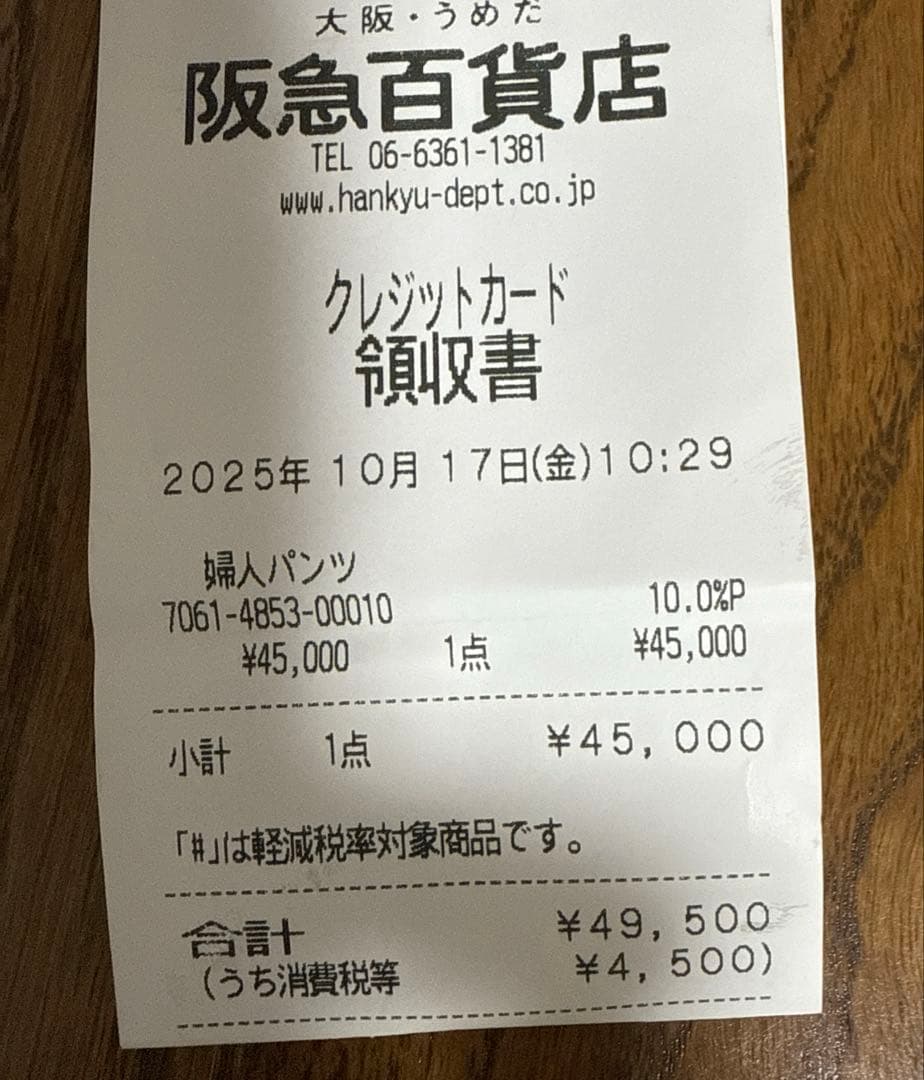 大阪・うめだ
阪急百貨店
TEL 06-6361-1381
www.hankyu-dept.co.jp
クレジットカード
領収書
2025年 10月 17日(金)10:29
婦人パンツ
7061-4853-00010 10.0%P
¥45,000 1点 ¥45,000
小計 1点 ¥45,000
「#」は軽減税率対象商品です。
合計 ¥49,500
(うち消費税等 ¥4,500)